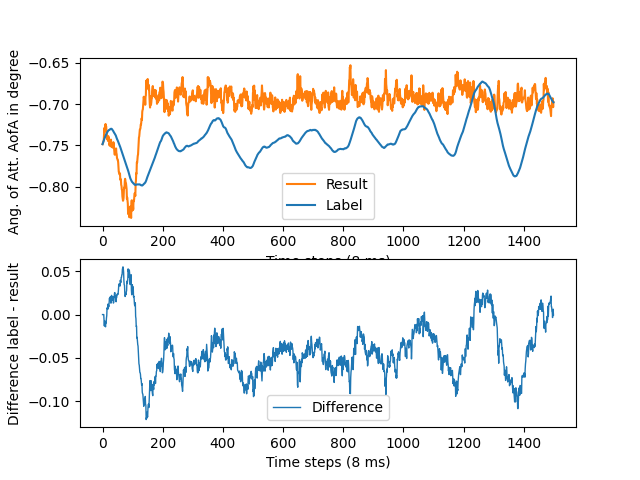 Ang. of Att. AofA in degree
−0.65
−0.70
−0.75
−0.80
Result
Label
0 200 400 600 800 1000 1200 1400
Time steps (8 ms)
Difference label - result
0.05
0.00
−0.05
−0.10
Difference
0 200 400 600 800 1000 1200 1400
Time steps (8 ms)